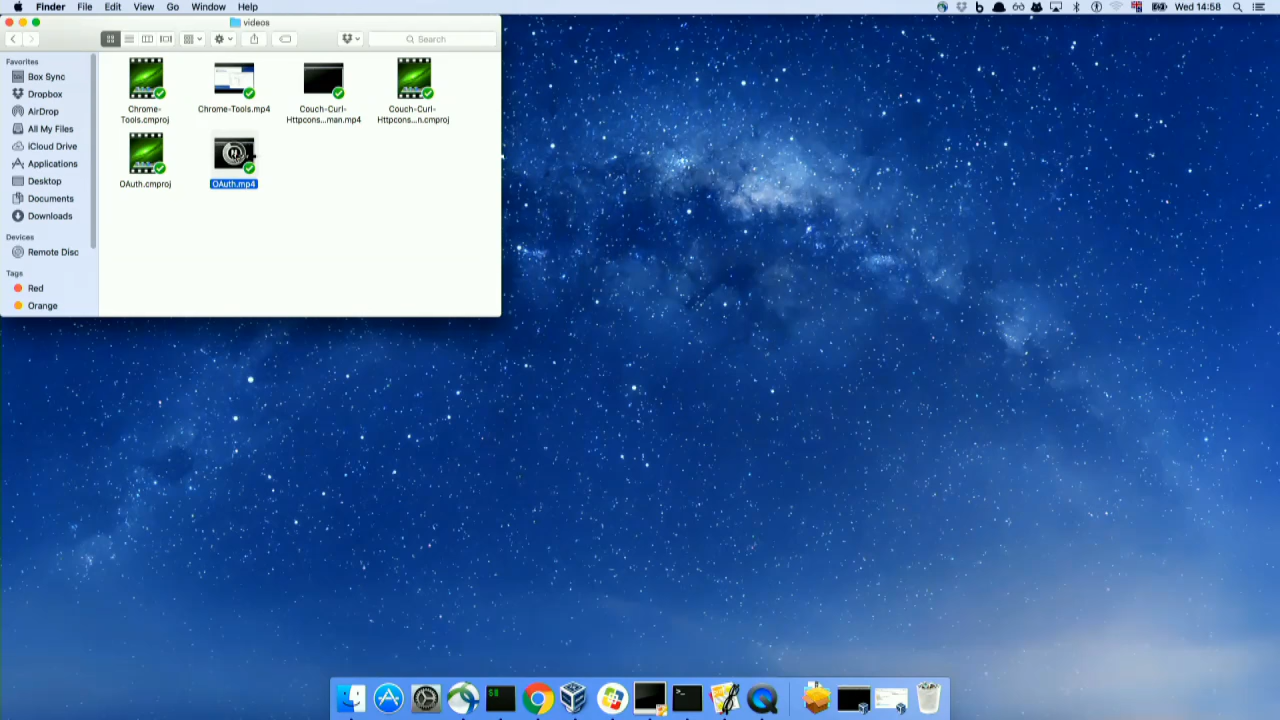 Finder File Edit View Go Window Help
Wed 14:58
videos
Search
Favorites
Box Sync
Dropbox
AirDrop
All My Files
iCloud Drive
Applications
Desktop
Documents
Downloads
Devices
Remote Disc
Tags
Red
Orange
Chrome-
Tools.cmproj
Chrome-Tools.mp4
Couch-Curl-
Httpcons...man.mp4
Couch-Curl-
Httpcons...n.cmproj
OAuth.cmproj
OAuth.mp4